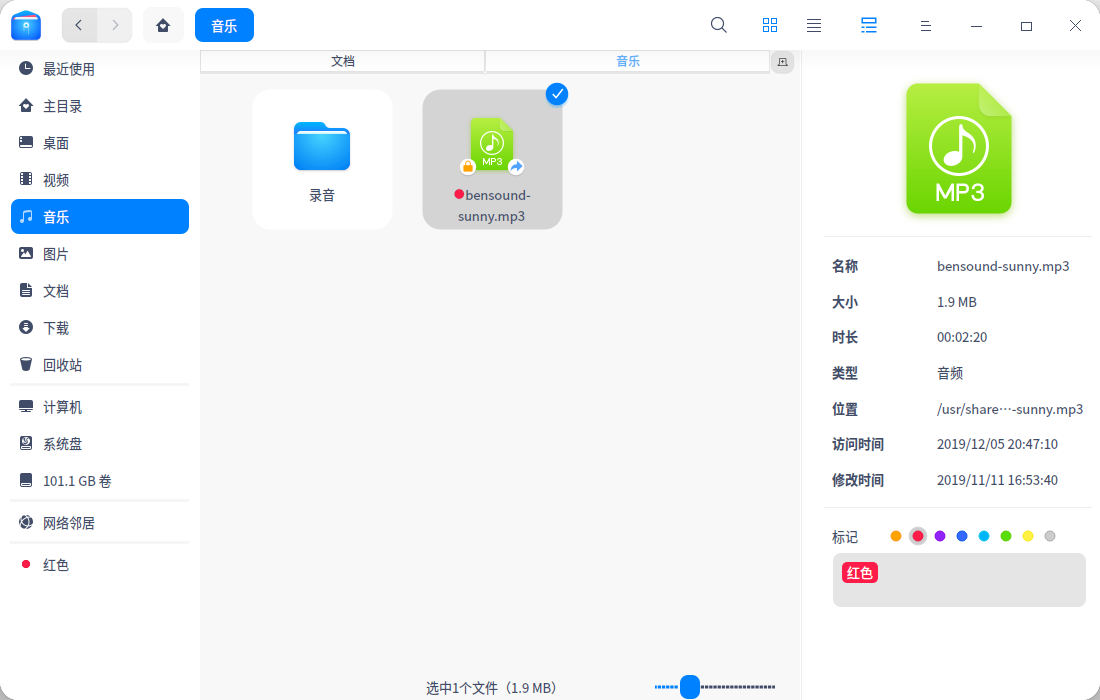 音乐
最近使用
主目录
桌面
视频
音乐
图片
文档
下载
回收站
计算机
系统盘
101.1 GB 卷
网络邻居
红色
文档
音乐
录音
MP3
bensound-
sunny.mp3
选中1个文件（1.9 MB）
MP3
名称 bensound-sunny.mp3
大小 1.9 MB
时长 00:02:20
类型 音频
位置 /usr/share⋯-sunny.mp3
访问时间 2019/12/05 20:47:10
修改时间 2019/11/11 16:53:40
标记
红色